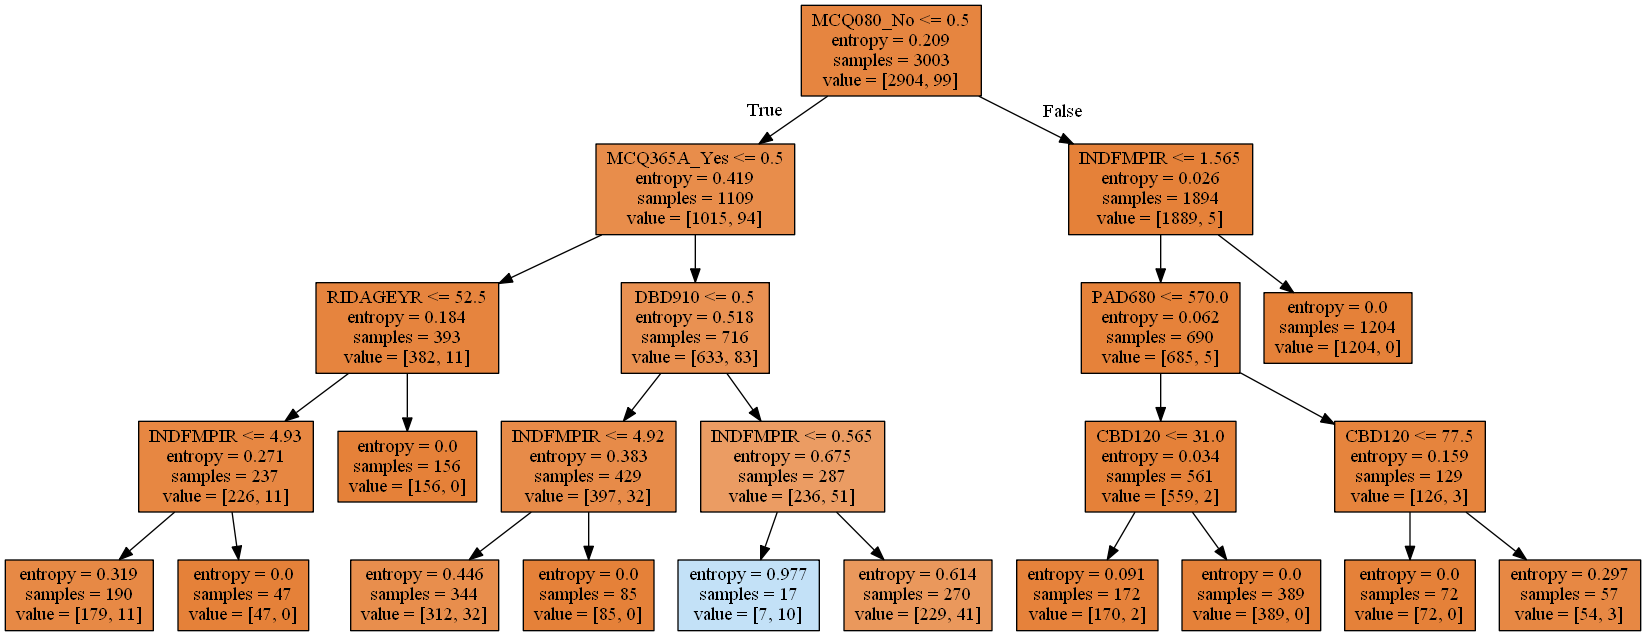 MCQ080_No <= 0.5
entropy = 0.209
samples = 3003
value = [2904, 99]
True
False
MCQ365A_Yes <= 0.5
entropy = 0.419
samples = 1109
value = [1015, 94]
INDFMPIR <= 1.565
entropy = 0.026
samples = 1894
value = [1889, 5]
RIDAGEYR <= 52.5
entropy = 0.184
samples = 393
value = [382, 11]
DBD910 <= 0.5
entropy = 0.518
samples = 716
value = [633, 83]
PAD680 <= 570.0
entropy = 0.062
samples = 690
value = [685, 5]
entropy = 0.0
samples = 1204
value = [1204, 0]
INDFMPIR <= 4.93
entropy = 0.271
samples = 237
value = [226, 11]
entropy = 0.0
samples = 156
value = [156, 0]
INDFMPIR <= 4.92
entropy = 0.383
samples = 429
value = [397, 32]
INDFMPIR <= 0.565
entropy = 0.675
samples = 287
value = [236, 51]
CBD120 <= 31.0
entropy = 0.034
samples = 561
value = [559, 2]
CBD120 <= 77.5
entropy = 0.159
samples = 129
value = [126, 3]
entropy = 0.319
samples = 190
value = [179, 11]
entropy = 0.0
samples = 47
value = [47, 0]
entropy = 0.446
samples = 344
value = [312, 32]
entropy = 0.0
samples = 85
value = [85, 0]
entropy = 0.977
samples = 17
value = [7, 10]
entropy = 0.614
samples = 270
value = [229, 41]
entropy = 0.091
samples = 172
value = [170, 2]
entropy = 0.0
samples = 389
value = [389, 0]
entropy = 0.0
samples = 72
value = [72, 0]
entropy = 0.297
samples = 57
value = [54, 3]